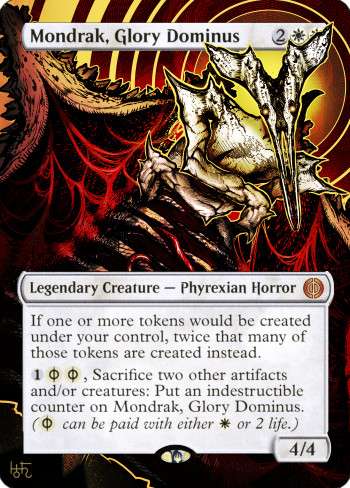 Mondrak, Glory Dominus 2
Legendary Creature — Phyrexian Horror
If one or more tokens would be created
under your control, twice that many of
those tokens are created instead.
1, Sacrifice two other artifacts
and/or creatures: Put an indestructible
counter on Mondrak, Glory Dominus.
( can be paid with either or 2 life.)
4/4